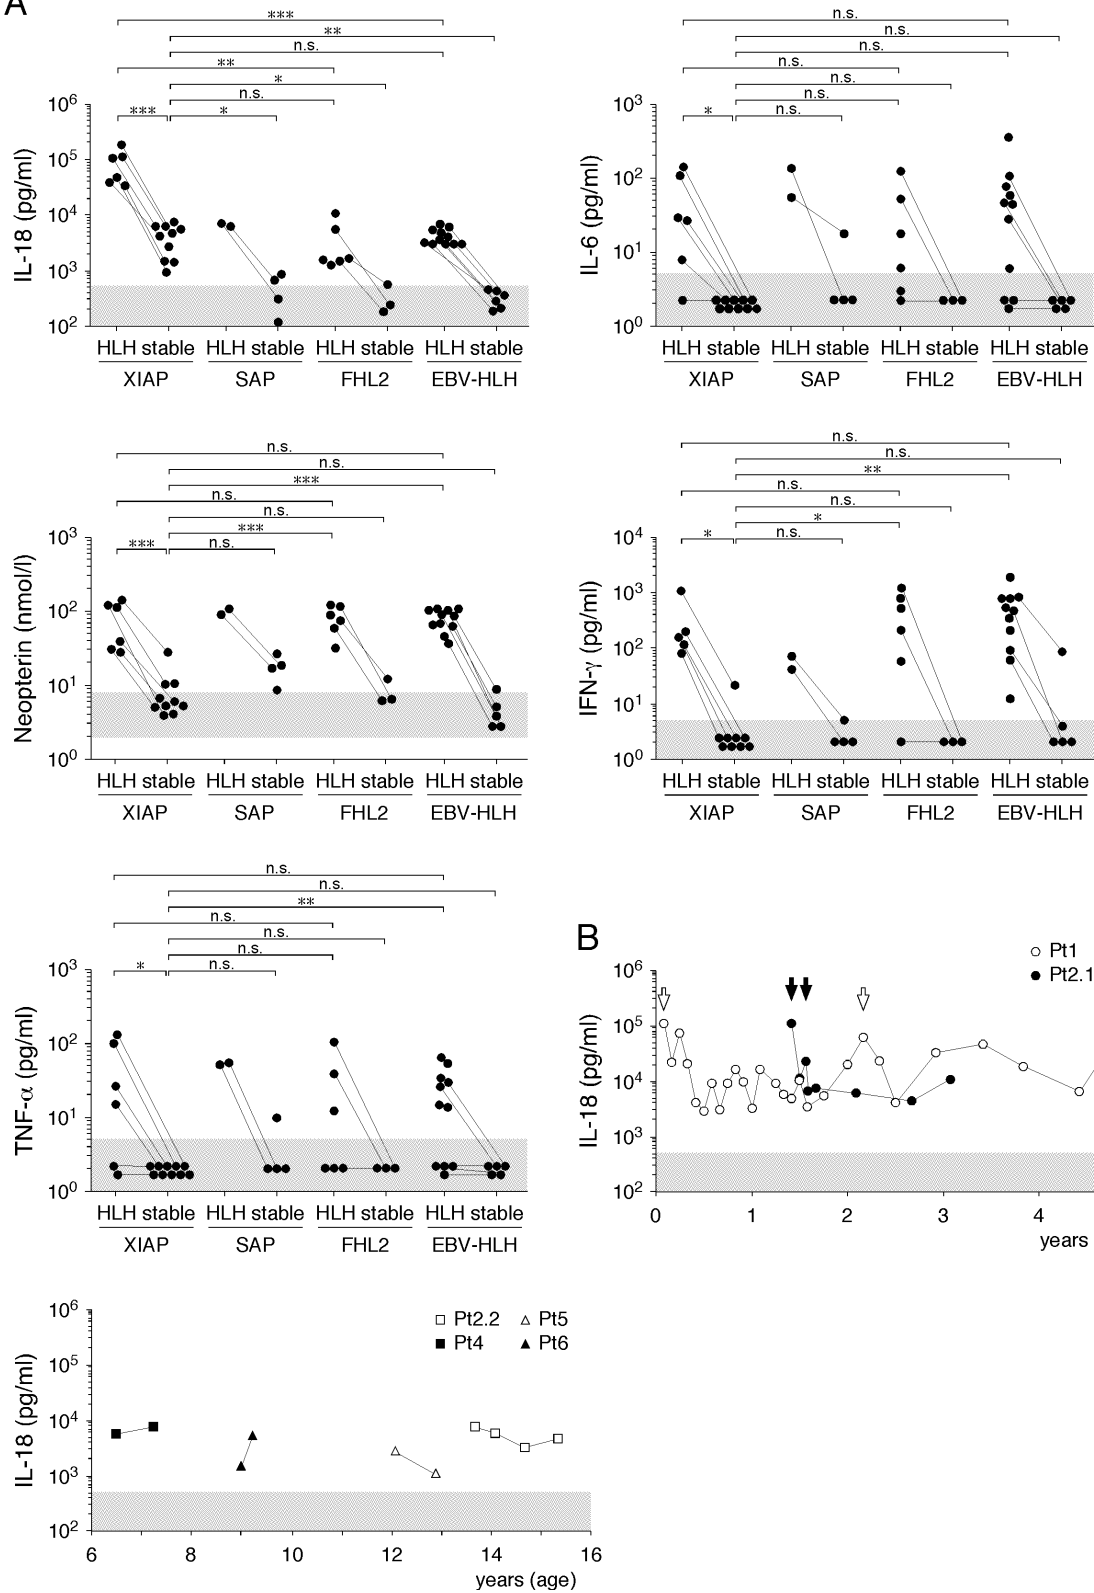 A
***
**
n.s.
**
*
n.s.
*** *
IL-18 (pg/ml)
10^6
10^5
10^4
10^3
10^2
HLH stable HLH stable HLH stable HLH stable
XIAP SAP FHL2 EBV-HLH
n.s.
n.s.
n.s.
n.s.
n.s.
n.s.
* n.s.
IL-6 (pg/ml)
10^3
10^2
10^1
10^0
HLH stable HLH stable HLH stable HLH stable
XIAP SAP FHL2 EBV-HLH
n.s.
n.s.
***
n.s.
n.s.
***
*** n.s.
Neopterin (nmol/l)
10^3
10^2
10^1
10^0
HLH stable HLH stable HLH stable HLH stable
XIAP SAP FHL2 EBV-HLH
n.s.
n.s.
**
n.s.
n.s.
*
* n.s.
IFN-γ (pg/ml)
10^4
10^3
10^2
10^1
10^0
HLH stable HLH stable HLH stable HLH stable
XIAP SAP FHL2 EBV-HLH
n.s.
n.s.
**
n.s.
n.s.
n.s.
* n.s.
TNF-α (pg/ml)
10^3
10^2
10^1
10^0
HLH stable HLH stable HLH stable HLH stable
XIAP SAP FHL2 EBV-HLH
B
Pt1
Pt2.1
IL-18 (pg/ml)
10^6
10^5
10^4
10^3
10^2
0 1 2 3 4
years
Pt2.2 Pt5
Pt4 Pt6
IL-18 (pg/ml)
10^6
10^5
10^4
10^3
10^2
6 8 10 12 14 16
years (age)